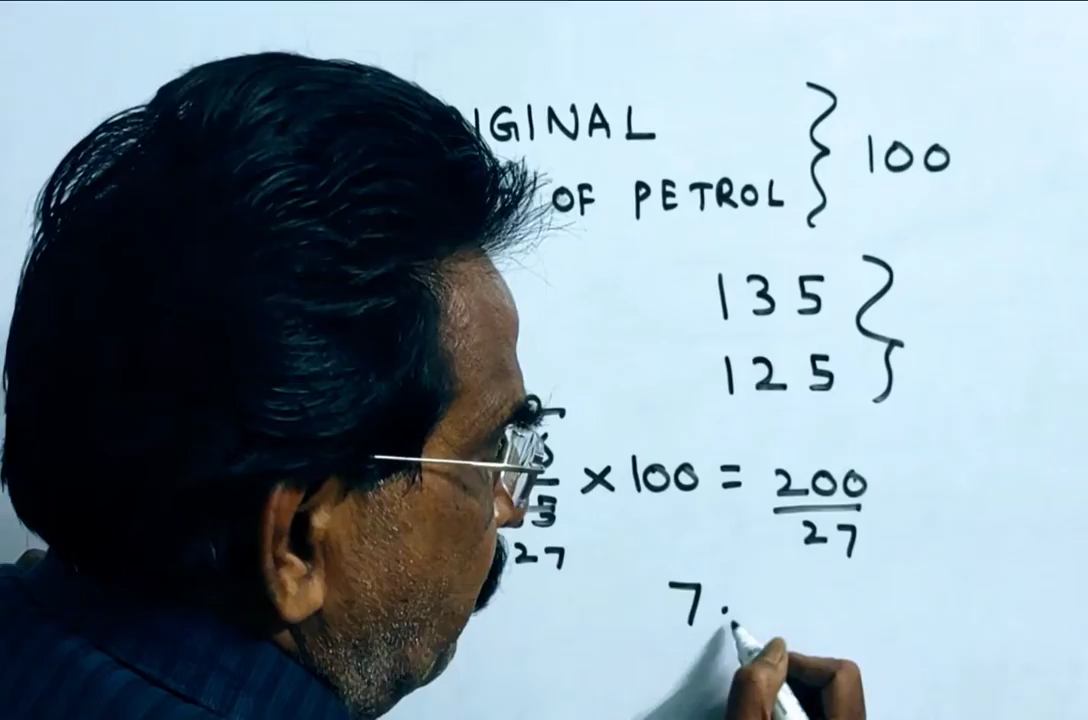 IGINAL
OF PETROL } 100
135
125
× 100 = 200/27
27
7.